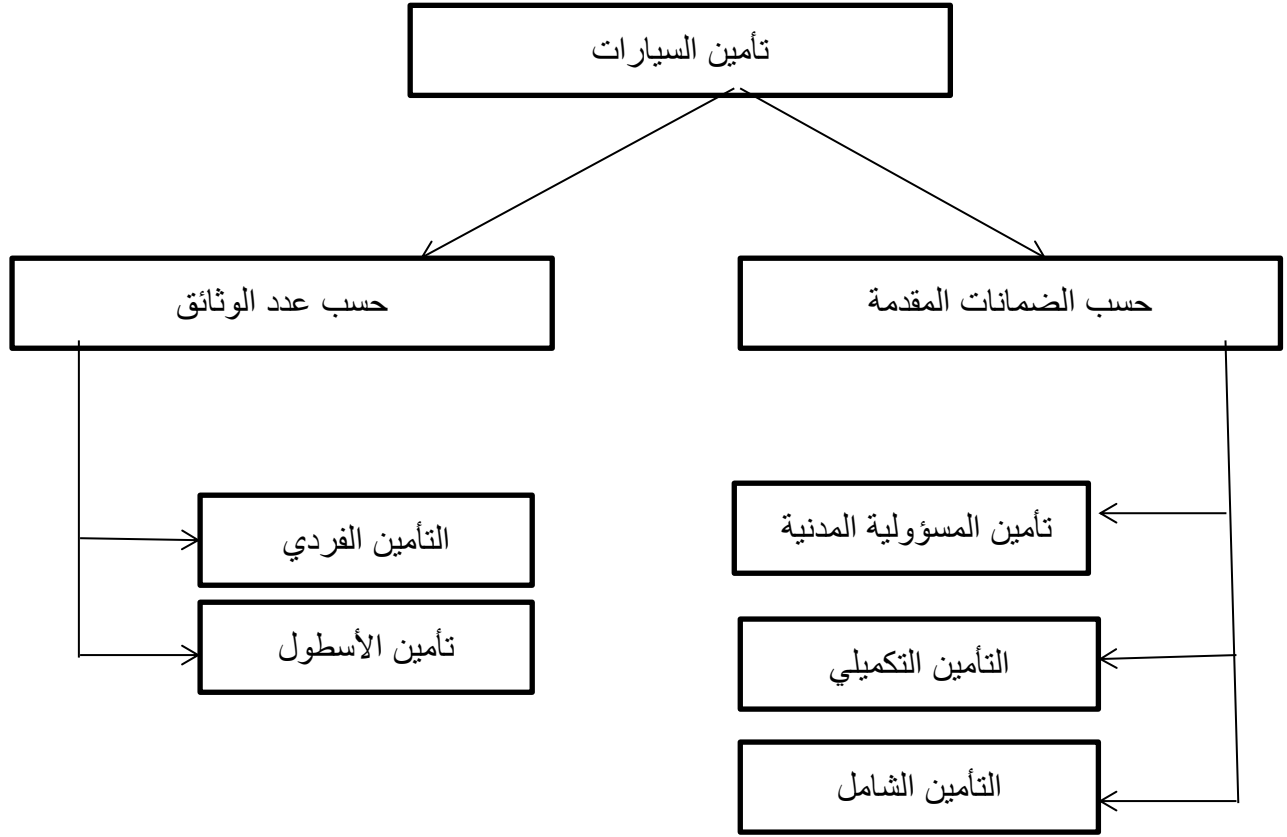 تأمين السيارات
حسب الضمانات المقدمة
حسب عدد الوثائق
تأمين المسؤولية المدنية
التأمين التكميلي
التأمين الشامل
التأمين الفردي
تأمين الأسطول